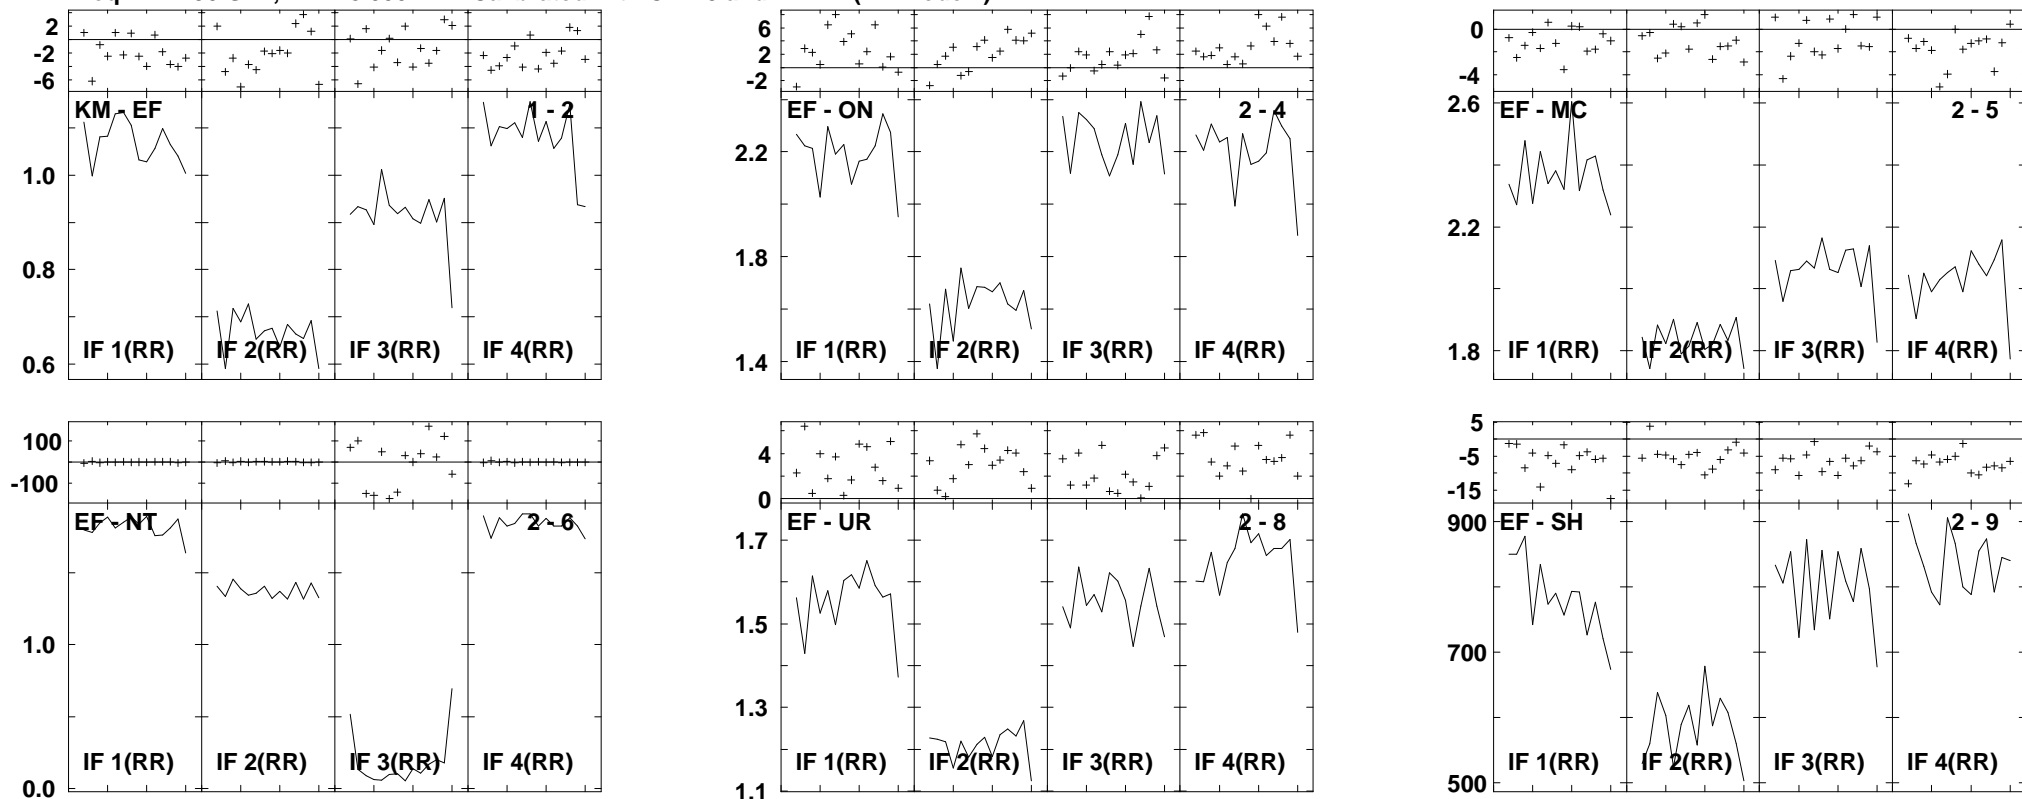 2
-2
-6
KM - EF
1 - 2
1.0
0.8
0.6
IF 1(RR)
IF 2(RR)
IF 3(RR)
IF 4(RR)
6
2
-2
EF - ON
2 - 4
2.2
1.8
1.4
IF 1(RR)
IF 2(RR)
IF 3(RR)
IF 4(RR)
0
-4
2.6
EF - MC
2 - 5
2.2
1.8
IF 1(RR)
IF 2(RR)
IF 3(RR)
IF 4(RR)
100
-100
EF - NT
2 - 6
1.0
0.0
IF 1(RR)
IF 2(RR)
IF 3(RR)
IF 4(RR)
4
0
EF - UR
2 - 8
1.7
1.5
1.3
1.1
IF 1(RR)
IF 2(RR)
IF 3(RR)
IF 4(RR)
5
-5
-15
900
EF - SH
2 - 9
700
500
IF 1(RR)
IF 2(RR)
IF 3(RR)
IF 4(RR)